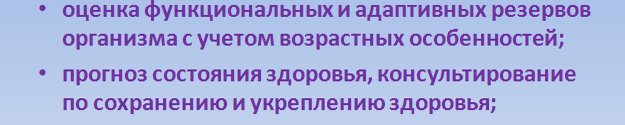 • оценка функциональных и адаптивных резервов
организма с учетом возрастных особенностей;
• прогноз состояния здоровья, консультирование
по сохранению и укреплению здоровья;